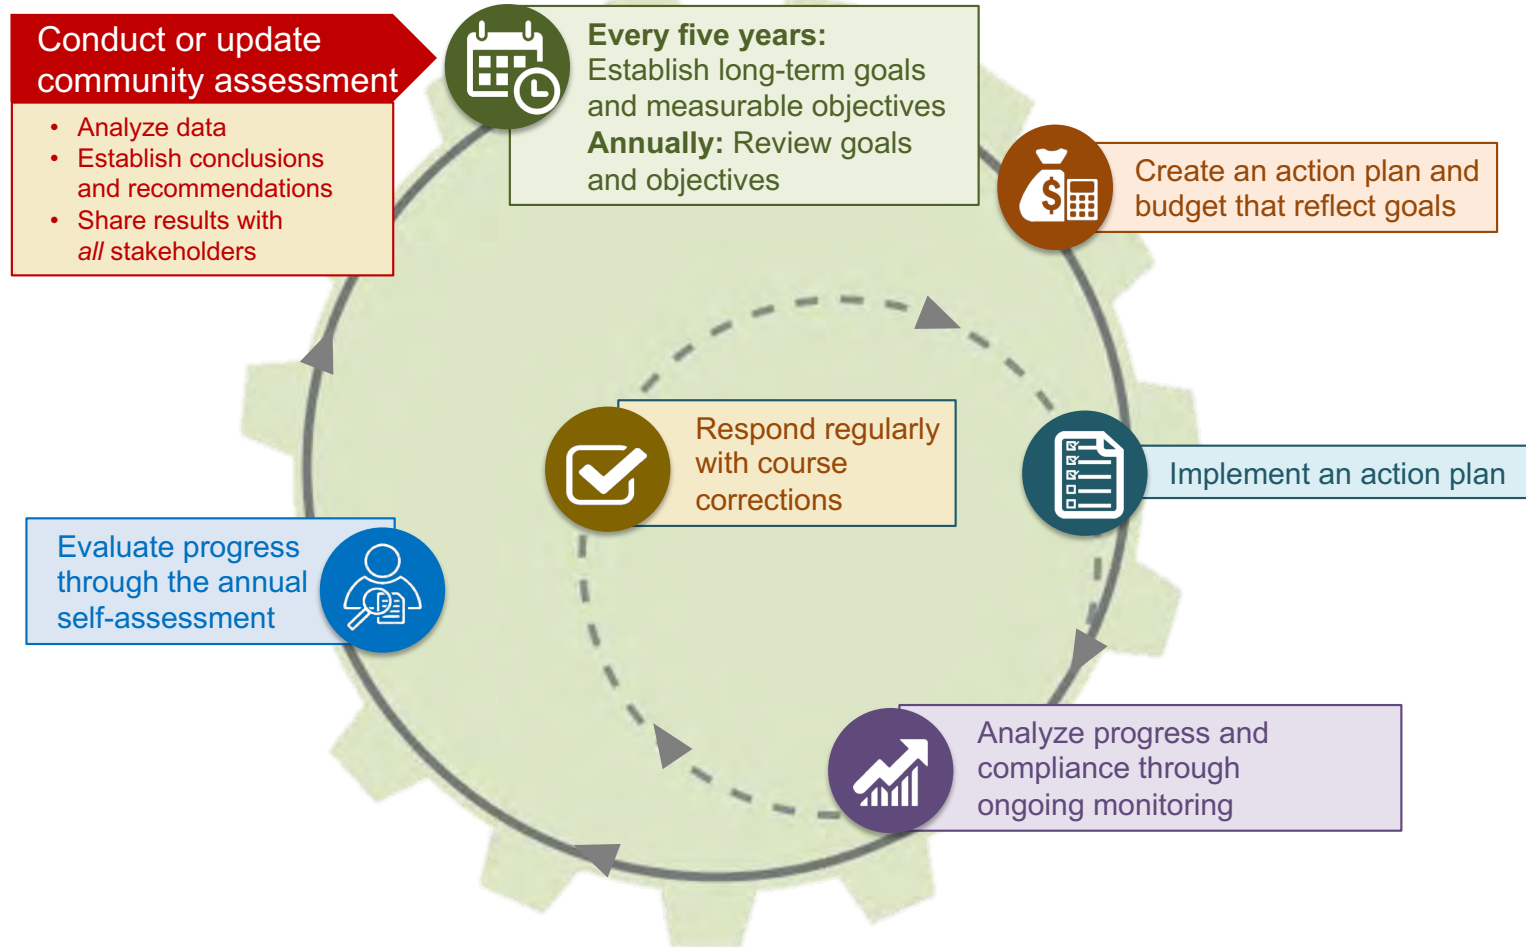 Conduct or update
community assessment
• Analyze data
• Establish conclusions
and recommendations
• Share results with
all stakeholders
Every five years:
Establish long-term goals
and measurable objectives
Annually: Review goals
and objectives
$
Create an action plan and
budget that reflect goals
Implement an action plan
Analyze progress and
compliance through
ongoing monitoring
Respond regularly
with course
corrections
Evaluate progress
through the annual
self-assessment